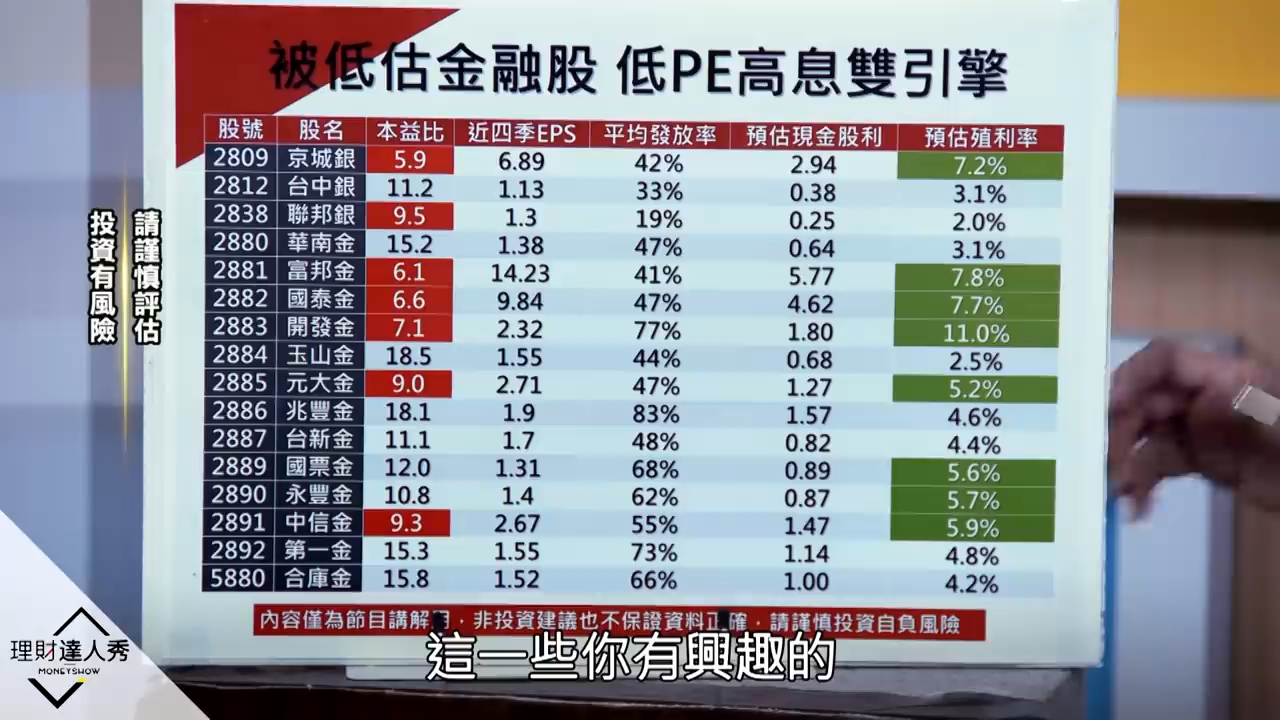 被低估金融股 低PE高息雙引擎
股號 股名 本益比 近四季EPS 平均發放率 預估現金股利 預估殖利率
2809 京城銀 5.9 6.89 42% 2.94 7.2%
2812 台中銀 11.2 1.13 33% 0.38 3.1%
2838 聯邦銀 9.5 1.3 19% 0.25 2.0%
2880 華南金 15.2 1.38 47% 0.64 3.1%
2881 富邦金 6.1 14.23 41% 5.77 7.8%
2882 國泰金 6.6 9.84 47% 4.62 7.7%
2883 開發金 7.1 2.32 77% 1.80 11.0%
2884 玉山金 18.5 1.55 44% 0.68 2.5%
2885 元大金 9.0 2.71 47% 1.27 5.2%
2886 兆豐金 18.1 1.9 83% 1.57 4.6%
2887 台新金 11.1 1.7 48% 0.82 4.4%
2889 國票金 12.0 1.31 68% 0.89 5.6%
2890 永豐金 10.8 1.4 62% 0.87 5.7%
2891 中信金 9.3 2.67 55% 1.47 5.9%
2892 第一金 15.3 1.55 73% 1.14 4.8%
5880 合庫金 15.8 1.52 66% 1.00 4.2%
內容僅為節目講解用，非投資建議也不保證資料正確，請謹慎投資自負風險
投資有風險
請謹慎評估
這一些你有興趣的
理財達人秀
MONEYSHOW